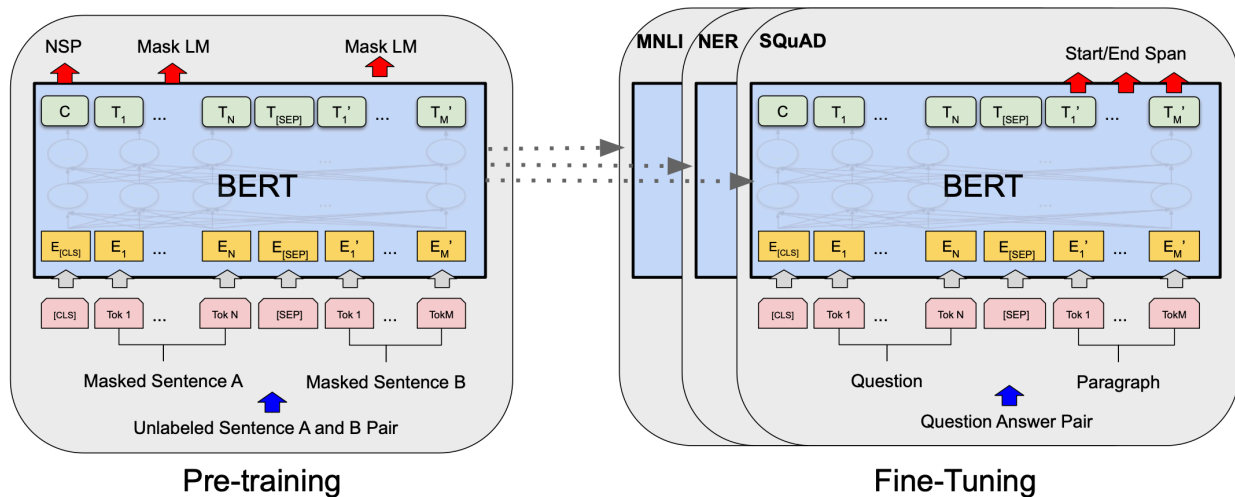 NSP Mask LM Mask LM
C T1 ... TN T[SEP] T1' ... TM'
...
BERT
...
E[CLS] E1 ... EN E[SEP] E1' ... EM'
[CLS] Tok 1 ... Tok N [SEP] Tok 1 ... TokM
Masked Sentence A Masked Sentence B
Unlabeled Sentence A and B Pair
Pre-training
MNLI NER SQuAD
Start/End Span
C T1 ... TN T[SEP] T1' ... TM'
...
BERT
...
E[CLS] E1 ... EN E[SEP] E1' ... EM'
[CLS] Tok 1 ... Tok N [SEP] Tok 1 ... TokM
Question Paragraph
Question Answer Pair
Fine-Tuning